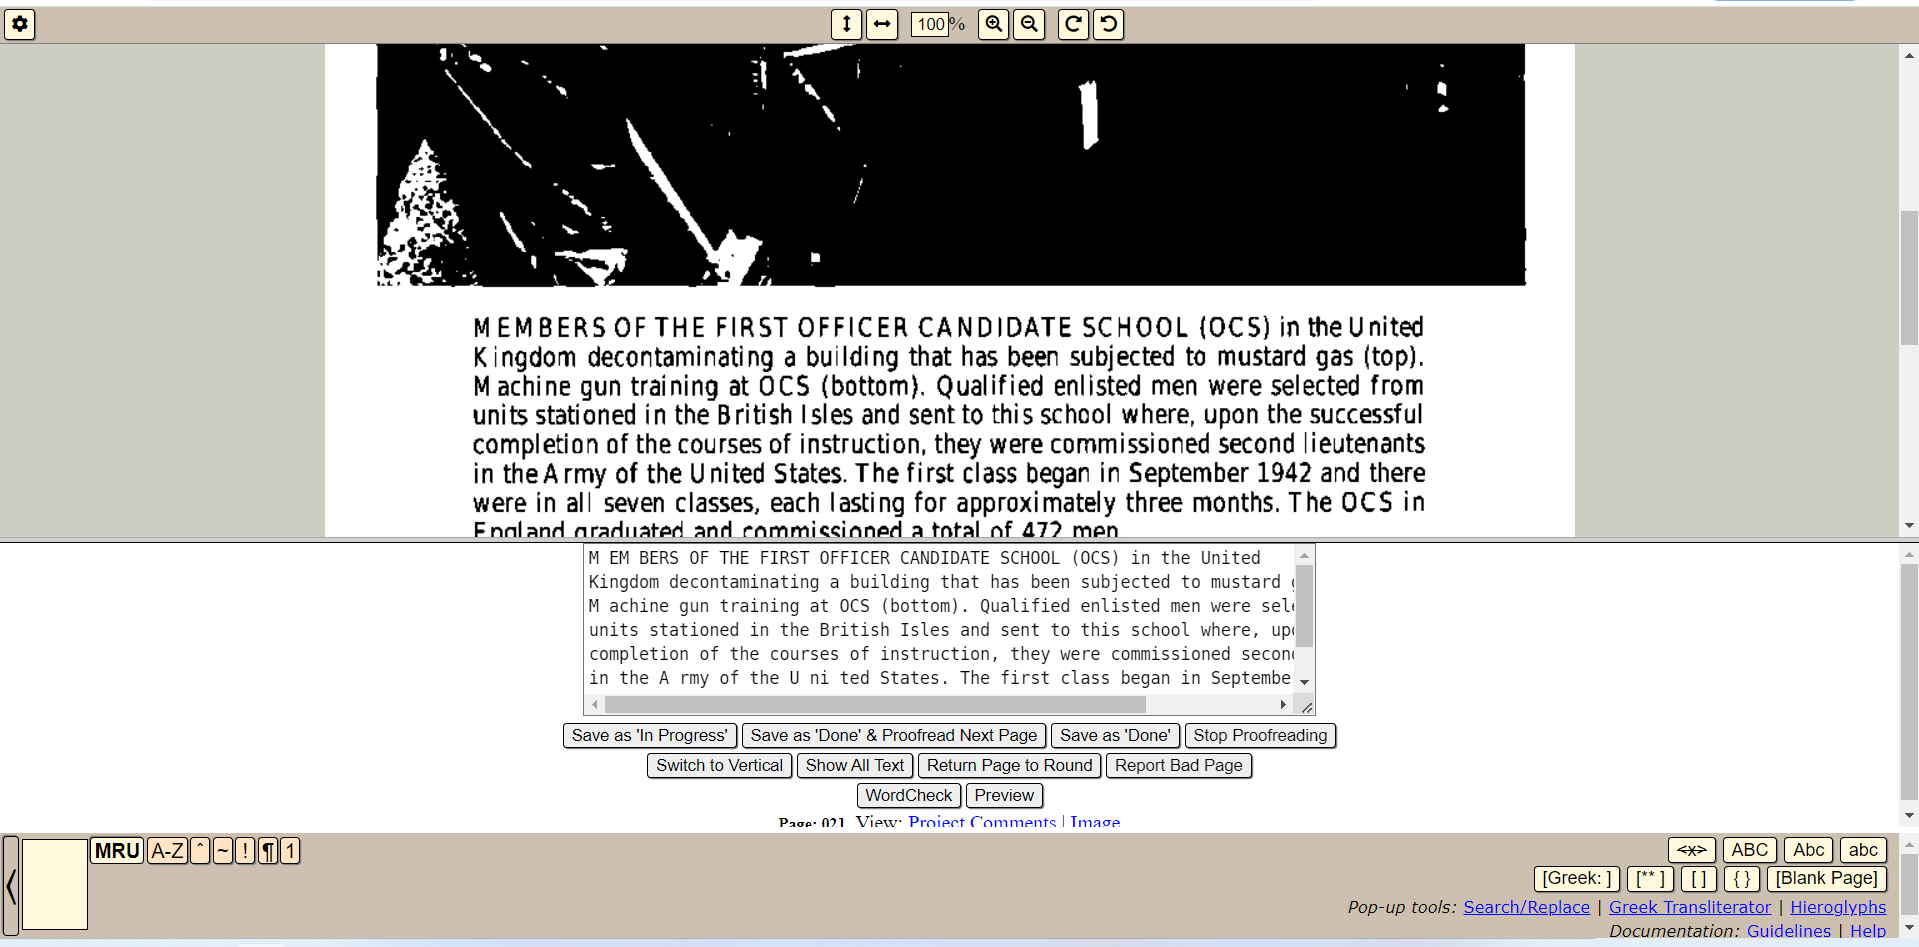 100 %
MEMBERS OF THE FIRST OFFICER CANDIDATE SCHOOL (OCS) in the United
Kingdom decontaminating a building that has been subjected to mustard gas (top).
Machine gun training at OCS (bottom). Qualified enlisted men were selected from
units stationed in the British Isles and sent to this school where, upon the successful
completion of the courses of instruction, they were commissioned second lieutenants
in the Army of the United States. The first class began in September 1942 and there
were in all seven classes, each lasting for approximately three months. The OCS in
England graduated and commissioned a total of 472 men.
M EM BERS OF THE FIRST OFFICER CANDIDATE SCHOOL (OCS) in the United
Kingdom decontaminating a building that has been subjected to mustard
M achine gun training at OCS (bottom). Qualified enlisted men were sele
units stationed in the British Isles and sent to this school where, upo
completion of the courses of instruction, they were commissioned second
in the A rmy of the U ni ted States. The first class began in Septembe
Save as 'In Progress' Save as 'Done' & Proofread Next Page Save as 'Done' Stop Proofreading
Switch to Vertical Show All Text Return Page to Round Report Bad Page
WordCheck Preview
Page: 021 View: Project Comments | Image
MRU A-Z ^ ~ ! ¶ 1
<x> ABC Abc abc
[Greek: ] [** ] [ ] { } [Blank Page]
Pop-up tools: Search/Replace | Greek Transliterator | Hieroglyphs
Documentation: Guidelines | Help